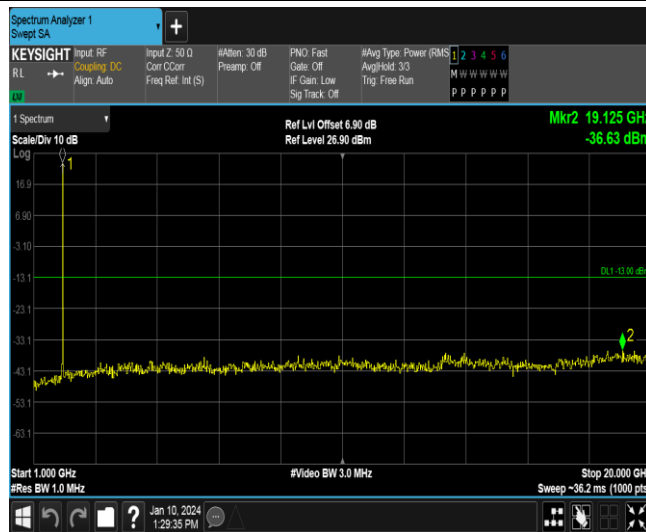 Spectrum Analyzer 1
Swept SA
+
KEYSIGHT
RL
Input: RF
Coupling: DC
Align: Auto
Input Z: 50 Ω
Corr CCorr
Freq Ref: Int (S)
#Atten: 30 dB
Preamp: Off
PNO: Fast
Gate: Off
IF Gain: Low
Sig Track: Off
#Avg Type: Power (RMS
Avg|Hold: 3/3
Trig: Free Run
1 2 3 4 5 6
M W W W W W
P P P P P P
1 Spectrum
Scale/Div 10 dB
Log
Ref Lvl Offset 6.90 dB
Ref Level 26.90 dBm
Mkr2 19.125 GHz
-36.63 dBm
1
16.9
6.90
-3.10
-13.1
DL1 -13.00 dBm
-23.1
-33.1
2
-43.1
-53.1
-63.1
Start 1.000 GHz
#Res BW 1.0 MHz
#Video BW 3.0 MHz
Stop 20.000 GH
Sweep ~36.2 ms (1000 pts
?
Jan 10, 2024
1:29:35 PM